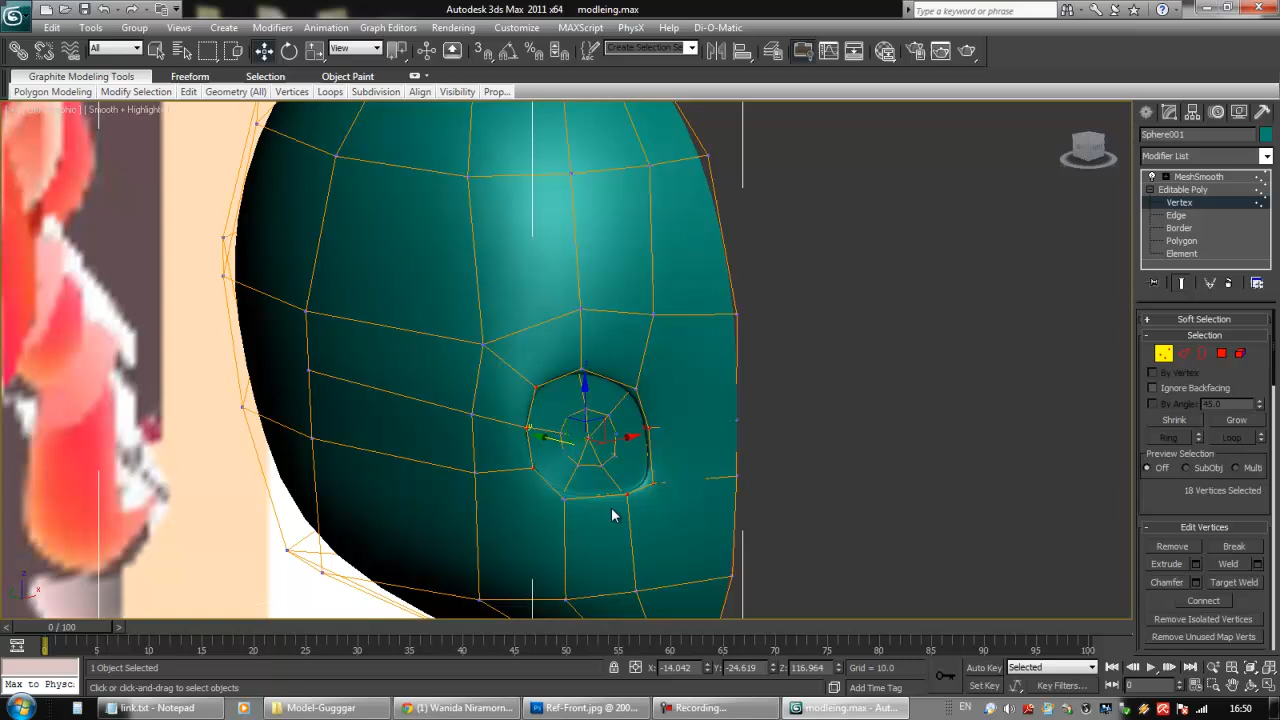 Autodesk 3ds Max 2011 x64    modleing.max
Type a keyword or phrase
Edit Tools Group Views Create Modifiers Animation Graph Editors Rendering Customize MAXScript PhysX Di-O-Matic
All View Create Selection Se
Graphite Modeling Tools Freeform Selection Object Paint
Polygon Modeling Modify Selection Edit Geometry (All) Vertices Loops Subdivision Align Visibility Prop...
Smooth + Highlight
Sphere001
Modifier List
MeshSmooth
Editable Poly
Vertex
Edge
Border
Polygon
Element
+ Soft Selection
- Selection
By Vertex
Ignore Backfacing
By Angle: 45.0
Shrink Grow
Ring Loop
Preview Selection
Off SubObj Multi
18 Vertices Selected
- Edit Vertices
Remove Break
Extrude Weld
Chamfer Target Weld
Connect
Remove Isolated Vertices
Remove Unused Map Verts
z
x
0 / 100
0 5 10 15 20 25 30 35 40 45 50 55 60 65 70 75 80 85 90 95 100
1 Object Selected X: -14.042 Y: -24.619 Z: 116.964 Grid = 10.0 Auto Key Selected
Max to Physc: Click or click-and-drag to select objects Add Time Tag Set Key Key Filters... 0
link.txt - Notepad Model-Gugggar Wanida Niramorn... Ref-Front.jpg @ 200... Recording... modleing.max - Aut... EN 16:50